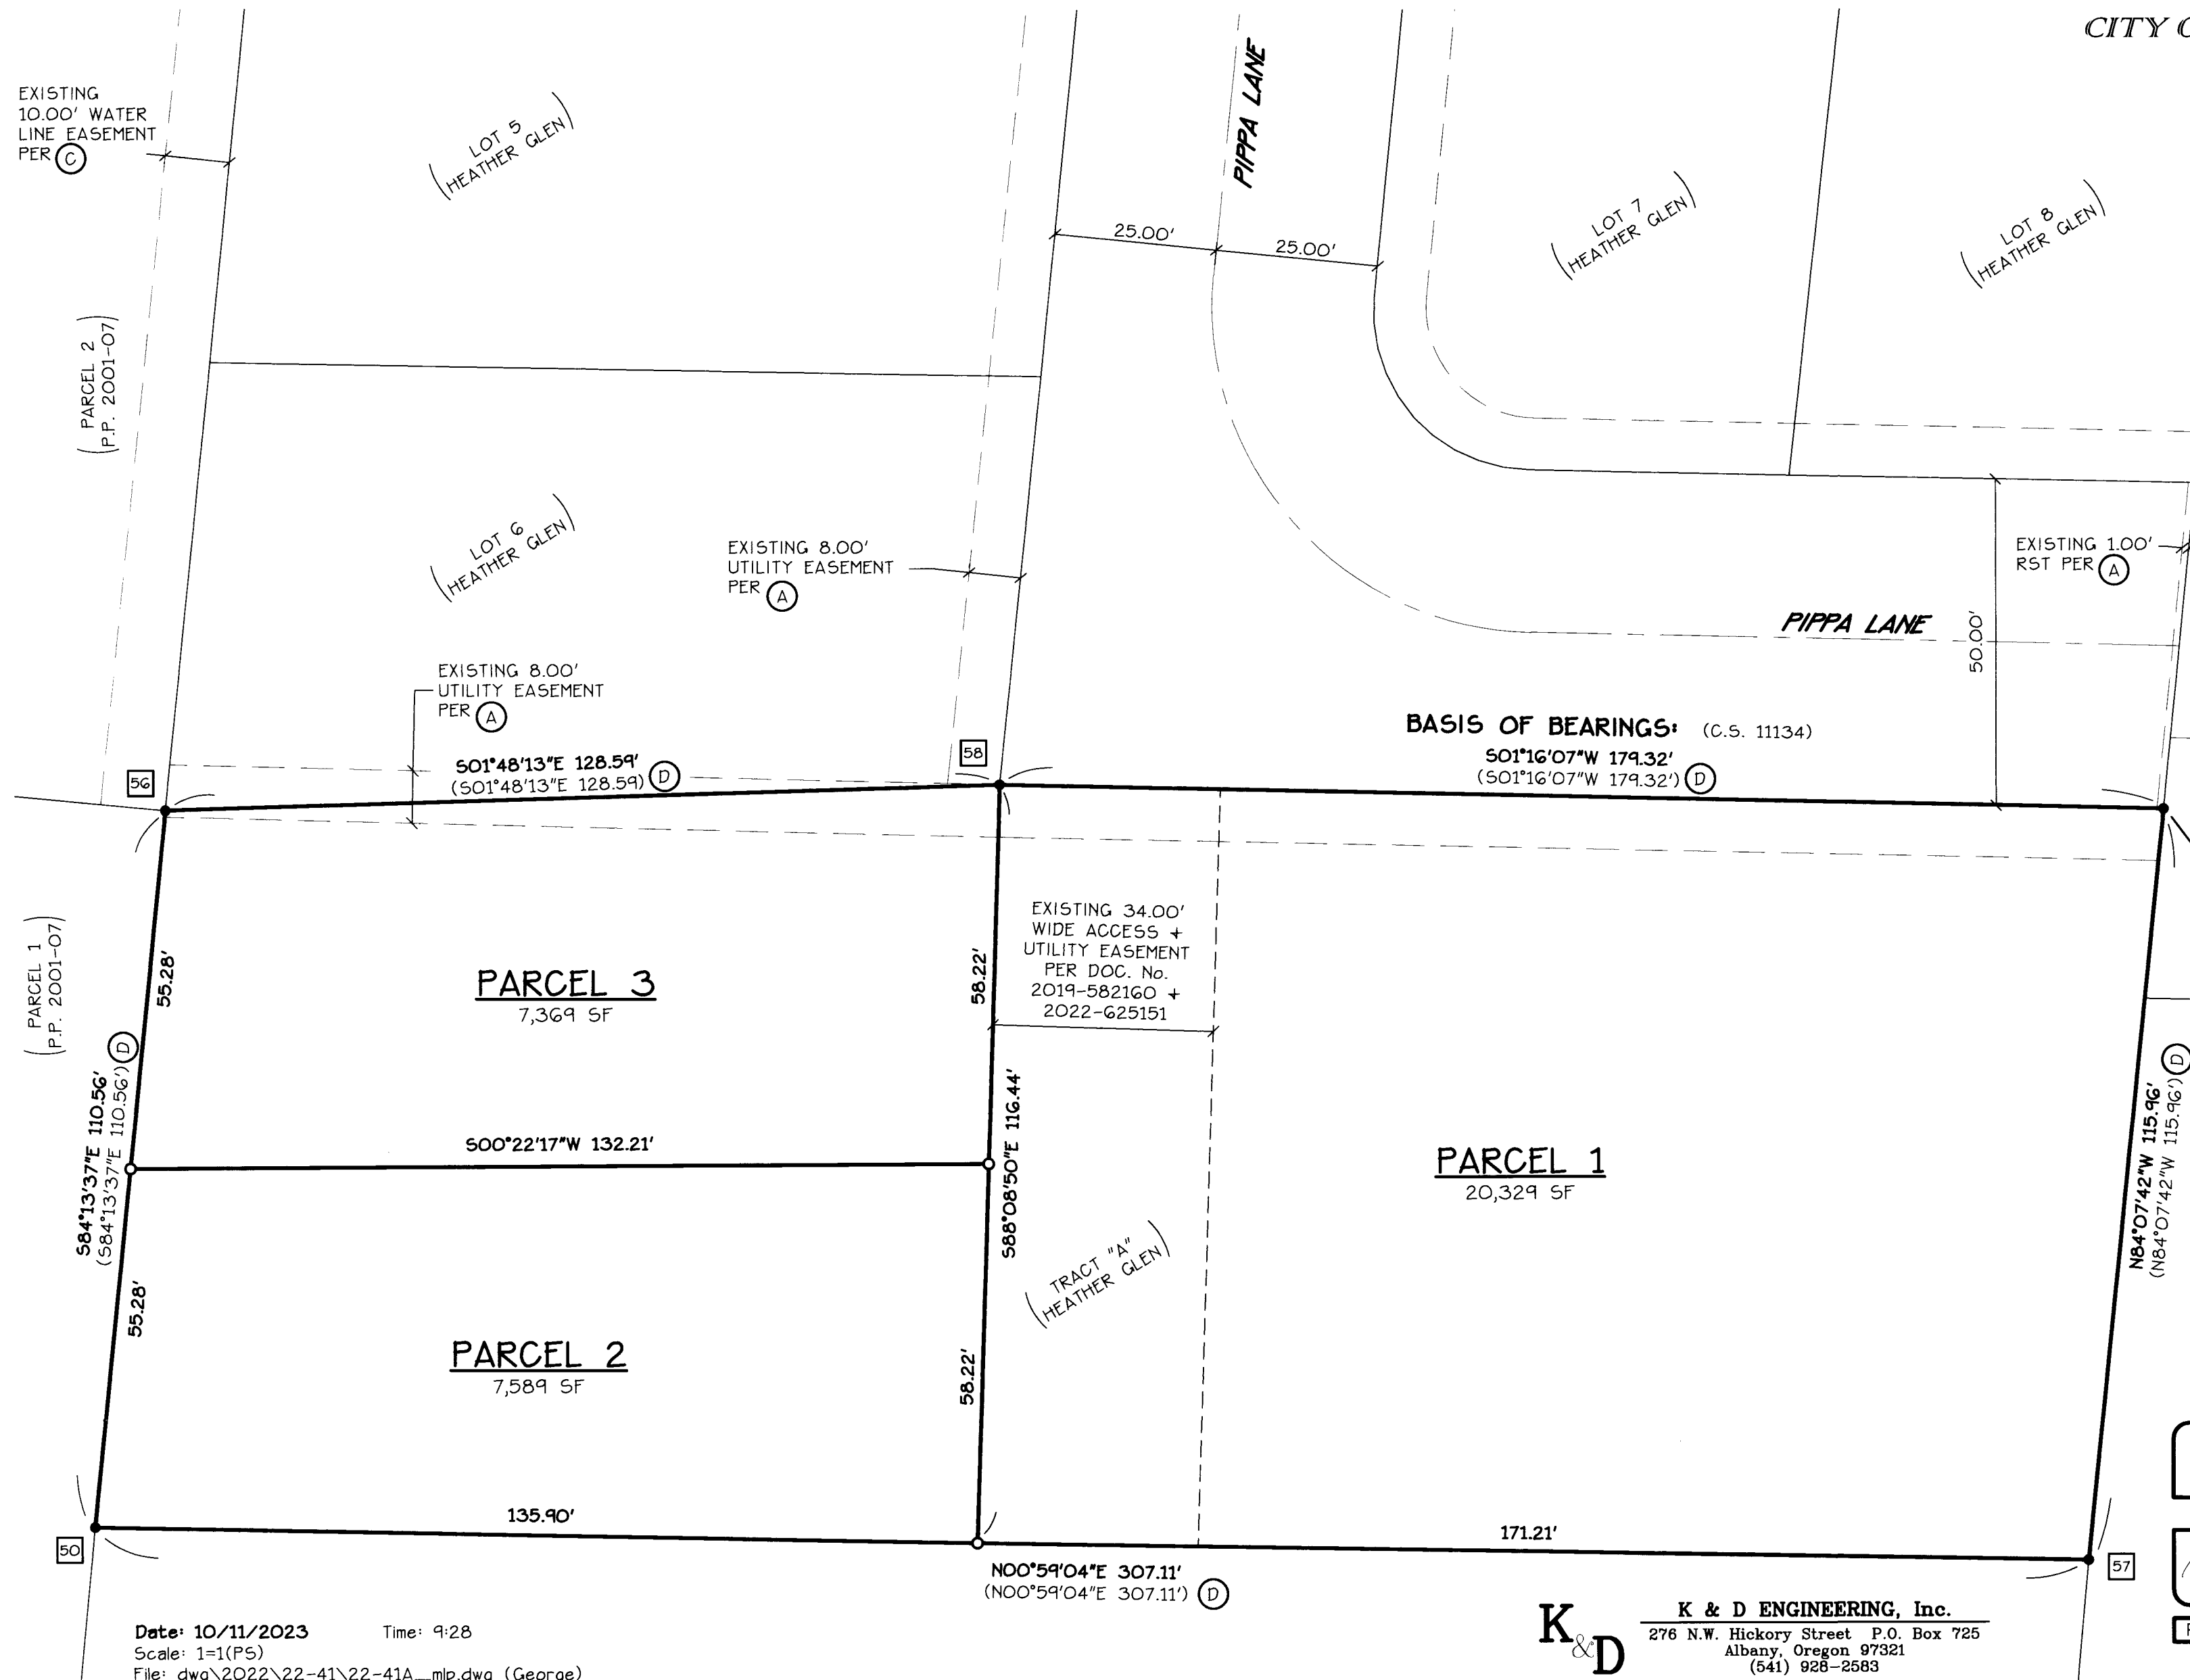 CITY
EXISTING
10.00' WATER
LINE EASEMENT
PER Ⓒ
LOT 5
(HEATHER GLEN)
PIPPA LANE
LOT 7
(HEATHER GLEN)
LOT 8
(HEATHER GLEN)
25.00'
25.00'
( PARCEL 2 )
(P.P. 2001-07)
LOT 6
(HEATHER GLEN)
EXISTING 8.00'
UTILITY EASEMENT
PER Ⓐ
EXISTING 1.00'
RST PER Ⓐ
PIPPA LANE
50.00'
EXISTING 8.00'
UTILITY EASEMENT
PER Ⓐ
BASIS OF BEARINGS: (C.S. 11134)
S01°16'07"W 179.32'
(S01°16'07"W 179.32') Ⓓ
56
S01°48'13"E 128.59'
(S01°48'13"E 128.59) Ⓓ
58
( PARCEL 1 )
(P.P. 2001-07)
55.28'
PARCEL 3
7,369 SF
58.22'
EXISTING 34.00'
WIDE ACCESS +
UTILITY EASEMENT
PER DOC. No.
2019-582160 +
2022-625151
S84°13'37"E 110.56'
(S84°13'37"E 110.56') Ⓓ
S00°22'17"W 132.21'
S88°08'50"E 116.44'
PARCEL 1
20,329 SF
N84°07'42"W 115.96'
(N84°07'42"W 115.96') Ⓓ
TRACT "A"
(HEATHER GLEN)
55.28'
PARCEL 2
7,589 SF
58.22'
135.90'
171.21'
50
57
N00°59'04"E 307.11'
(N00°59'04"E 307.11') Ⓓ
Date: 10/11/2023 Time: 9:28
Scale: 1=1(PS)
File: dwg\2022\22-41\22-41A_mlp.dwg (George)
K&D
K & D ENGINEERING, Inc.
276 N.W. Hickory Street P.O. Box 725
Albany, Oregon 97321
(541) 928-2583